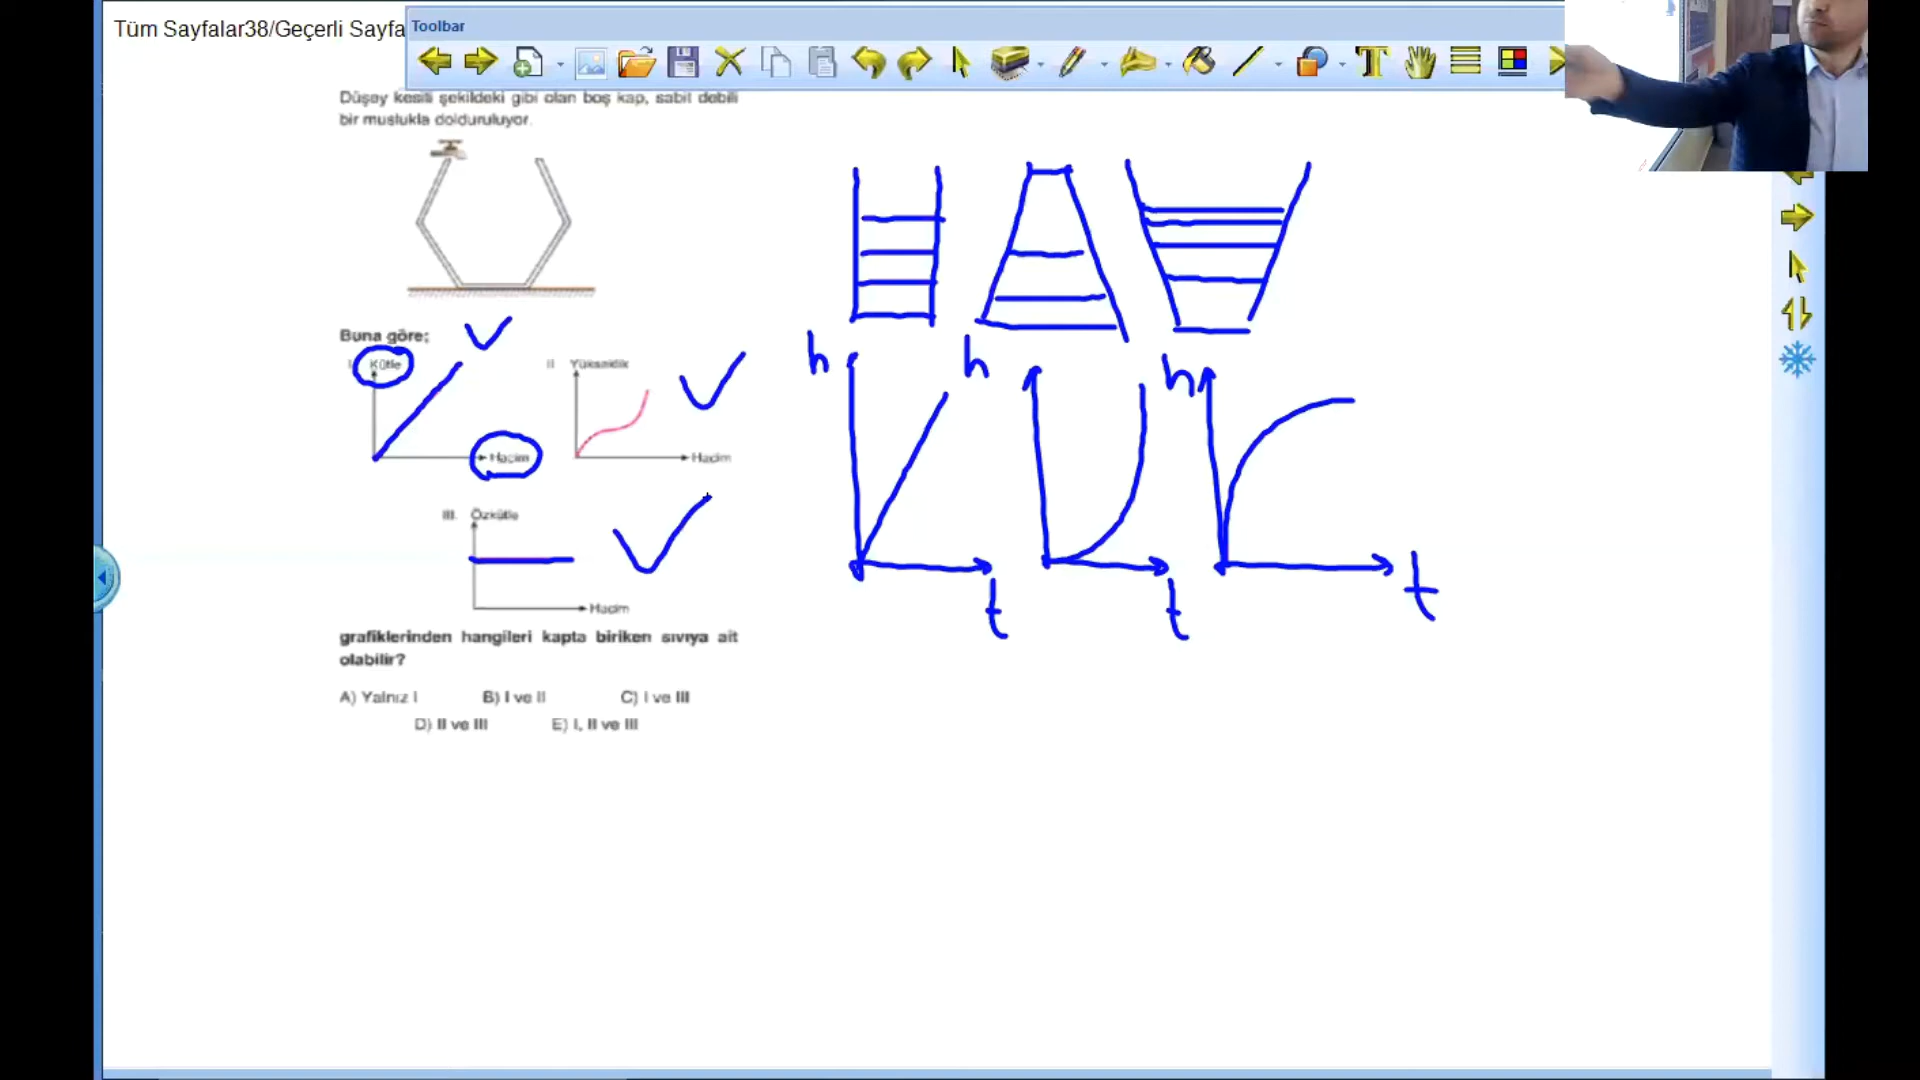 Tüm Sayfalar38/Geçerli Sayfa
Toolbar
Düşey kesiti şekildeki gibi olan boş kap, sabit debili
bir muslukla dolduruluyor.
Buna göre;
I. Kütle
Hacim
II Yükseklik
Hacim
III. Özkütle
Hacim
h
t
h
t
h
t
grafiklerinden hangileri kapta biriken sıvıya ait
olabilir?
A) Yalnız I B) I ve II C) I ve III
D) II ve III E) I, II ve III